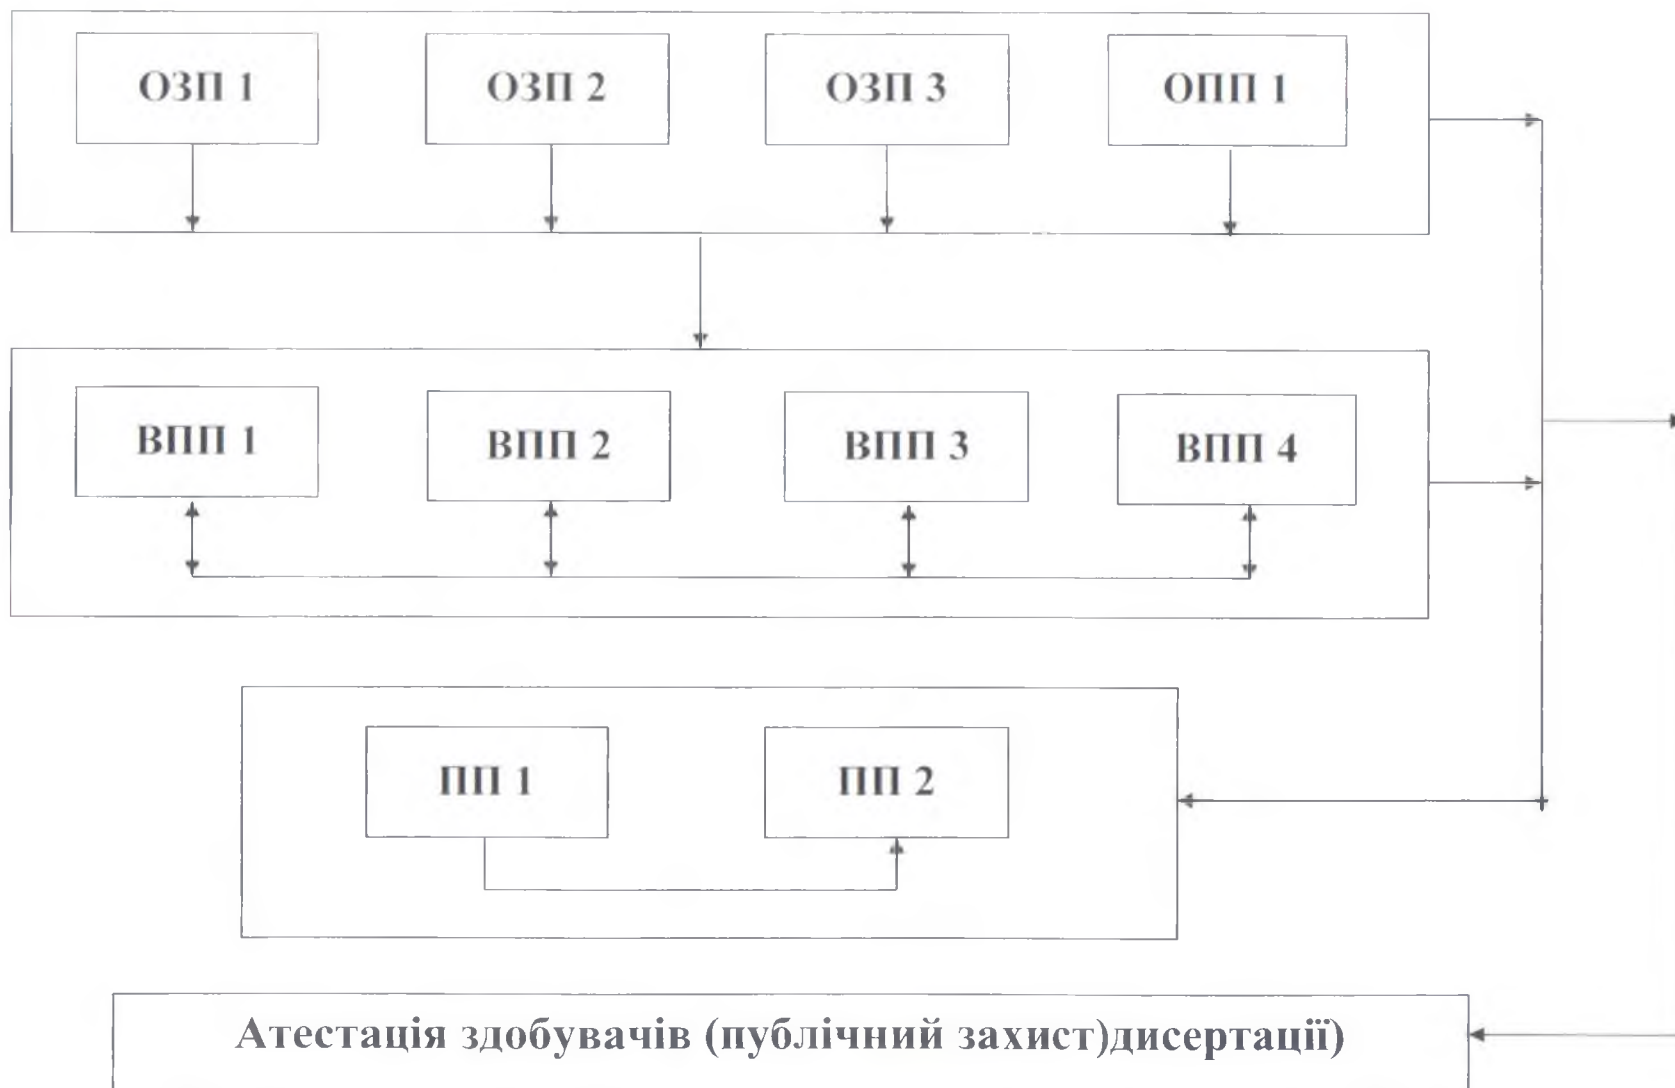 ОЗП 1 ОЗП 2 ОЗП 3 ОПП 1
ВПП 1 ВПП 2 ВПП 3 ВПП 4
ПП 1 ПП 2
Атестація здобувачів (публічний захист)дисертації)